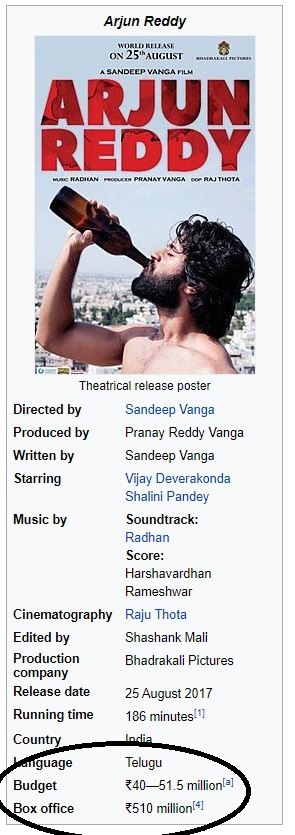 Arjun Reddy
WORLD RELEASE
ON 25th AUGUST
BHADRAKALI PICTURES
A SANDEEP VANGA FILM
ARJUN
REDDY
MUSIC RADHAN PRODUCER PRANAY VANGA DOP RAJ THOTA
Theatrical release poster
Directed by Sandeep Vanga
Produced by Pranay Reddy Vanga
Written by Sandeep Vanga
Starring Vijay Deverakonda
Shalini Pandey
Music by Soundtrack:
Radhan
Score:
Harshavardhan
Rameshwar
Cinematography Raju Thota
Edited by Shashank Mali
Production Bhadrakali Pictures
company
Release date 25 August 2017
Running time 186 minutes[1]
Country India
Language Telugu
Budget ₹40—51.5 million[a]
Box office ₹510 million[4]